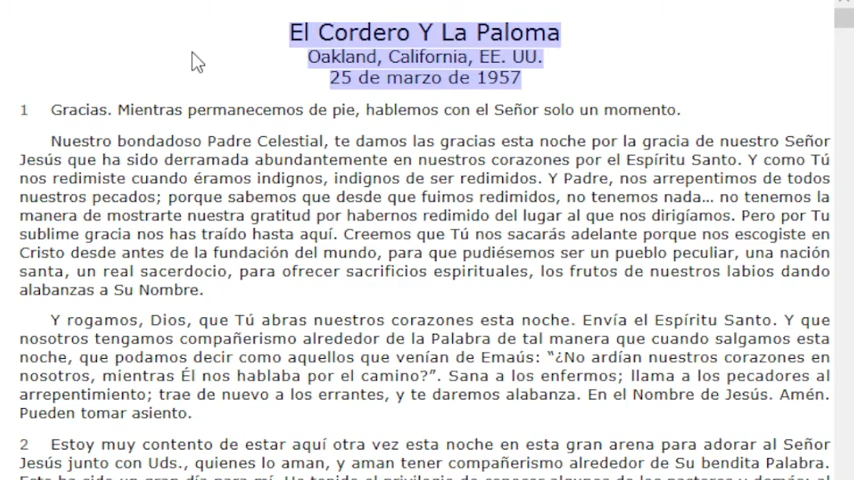 El Cordero Y La Paloma
Oakland, California, EE. UU.
25 de marzo de 1957
1 Gracias. Mientras permanecemos de pie, hablemos con el Señor solo un momento.
Nuestro bondadoso Padre Celestial, te damos las gracias esta noche por la gracia de nuestro Señor
Jesús que ha sido derramada abundantemente en nuestros corazones por el Espíritu Santo. Y como Tú
nos redimiste cuando éramos indignos, indignos de ser redimidos. Y Padre, nos arrepentimos de todos
nuestros pecados; porque sabemos que desde que fuimos redimidos, no tenemos nada... no tenemos la
manera de mostrarte nuestra gratitud por habernos redimido del lugar al que nos dirigíamos. Pero por Tu
sublime gracia nos has traído hasta aquí. Creemos que Tú nos sacarás adelante porque nos escogiste en
Cristo desde antes de la fundación del mundo, para que pudiésemos ser un pueblo peculiar, una nación
santa, un real sacerdocio, para ofrecer sacrificios espirituales, los frutos de nuestros labios dando
alabanzas a Su Nombre.
Y rogamos, Dios, que Tú abras nuestros corazones esta noche. Envía el Espíritu Santo. Y que
nosotros tengamos compañerismo alrededor de la Palabra de tal manera que cuando salgamos esta
noche, que podamos decir como aquellos que venían de Emaús: “¿No ardían nuestros corazones en
nosotros, mientras Él nos hablaba por el camino?”. Sana a los enfermos; llama a los pecadores al
arrepentimiento; trae de nuevo a los errantes, y te daremos alabanza. En el Nombre de Jesús. Amén.
Pueden tomar asiento.
2 Estoy muy contento de estar aquí otra vez esta noche en esta gran arena para adorar al Señor
Jesús junto con Uds., quienes lo aman, y aman tener compañerismo alrededor de Su bendita Palabra.